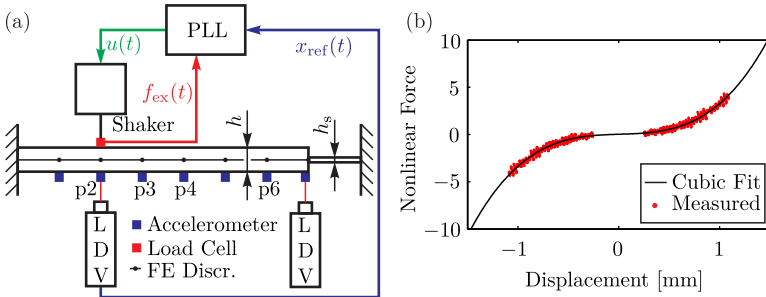 (a)
PLL
u(t)
x_ref(t)
f_ex(t)
Shaker
h
h_s
p2
p3
p4
p6
L
D
V
L
D
V
Accelerometer
Load Cell
FE Discr.
(b)
10
5
0
−5
−10
Nonlinear Force
Cubic Fit
Measured
−1
0
1
Displacement [mm]